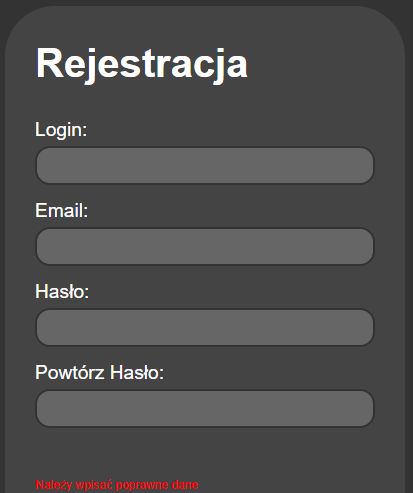 Rejestracja
Login:
Email:
Hasło:
Powtórz Hasło:
Należy wpisać poprawne dane